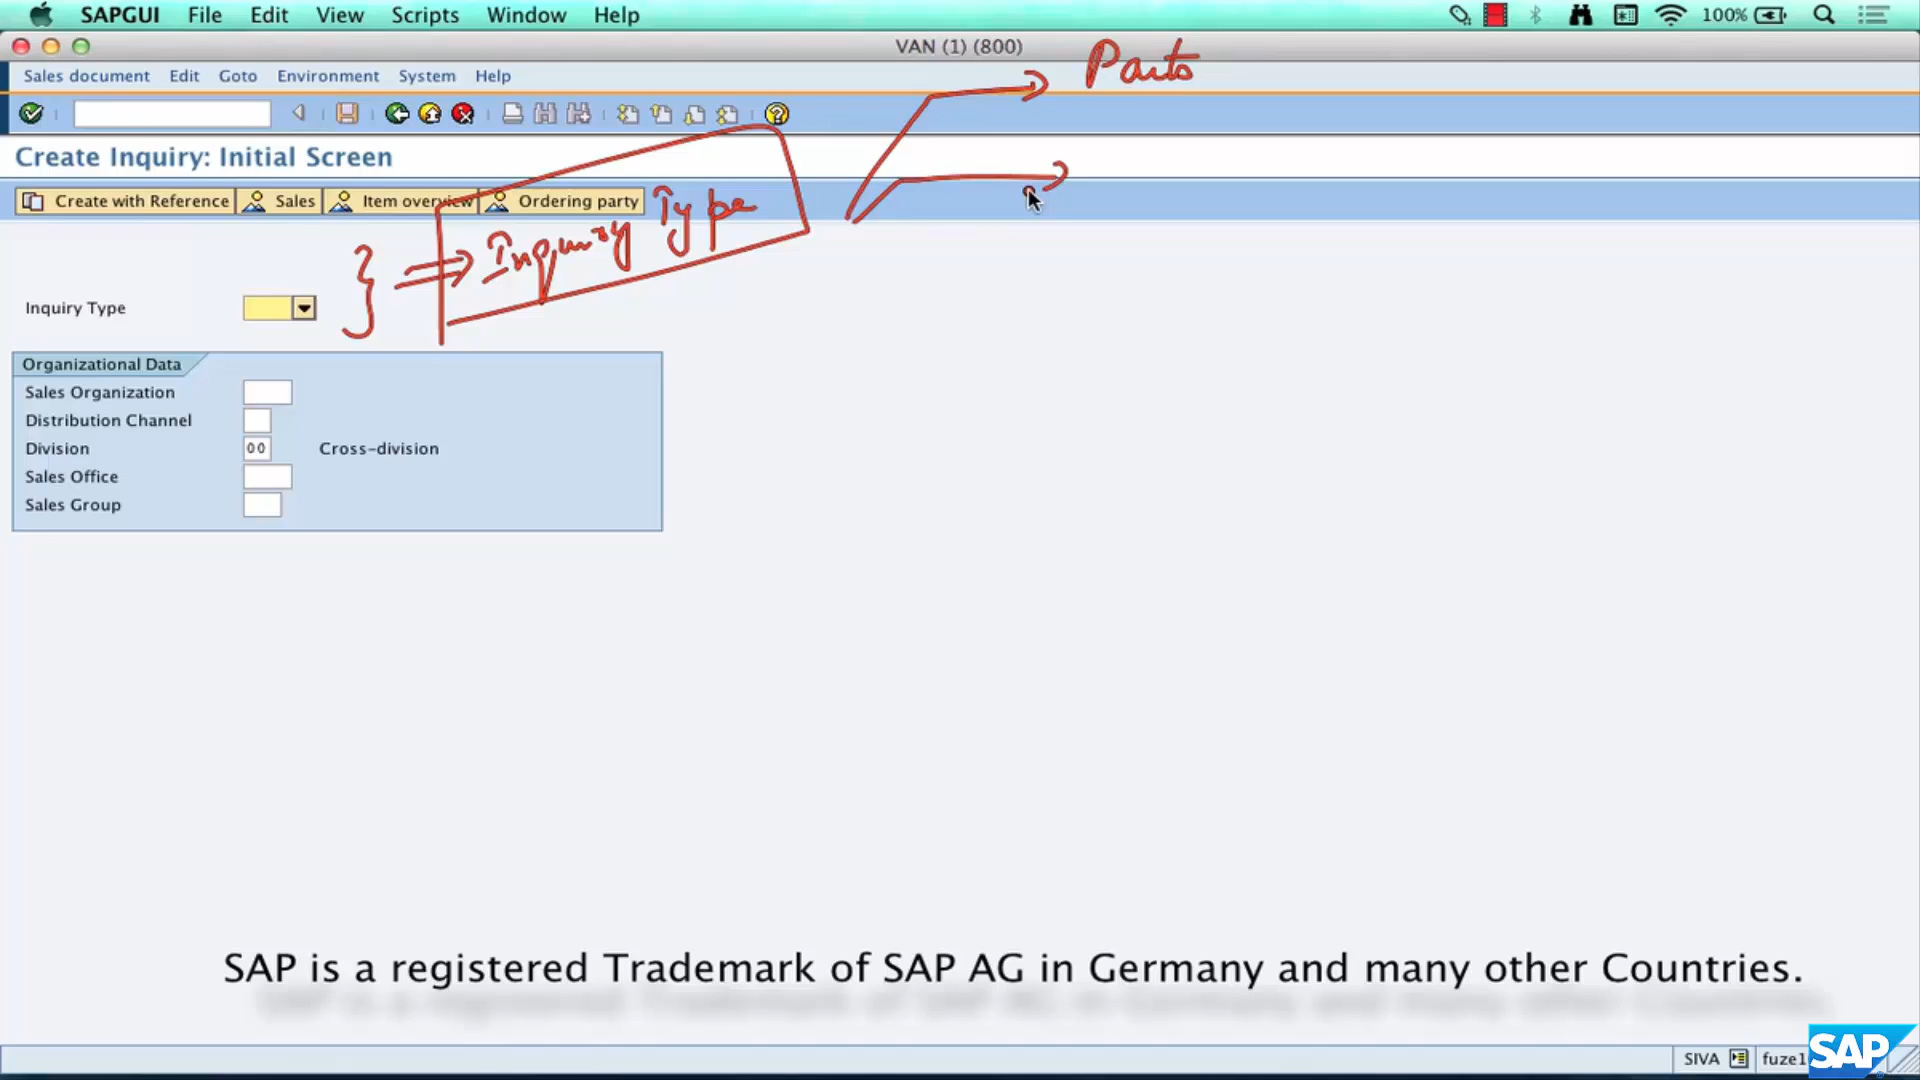 SAPGUI File Edit View Scripts Window Help 100%
VAN (1) (800)
Parts
Sales document Edit Goto Environment System Help
Create Inquiry: Initial Screen
Create with Reference Sales Item overview Ordering party
Inquiry Type
Inquiry Type
Organizational Data
Sales Organization
Distribution Channel
Division 00 Cross-division
Sales Office
Sales Group
SAP is a registered Trademark of SAP AG in Germany and many other Countries.
SIVA fuze1
SAP